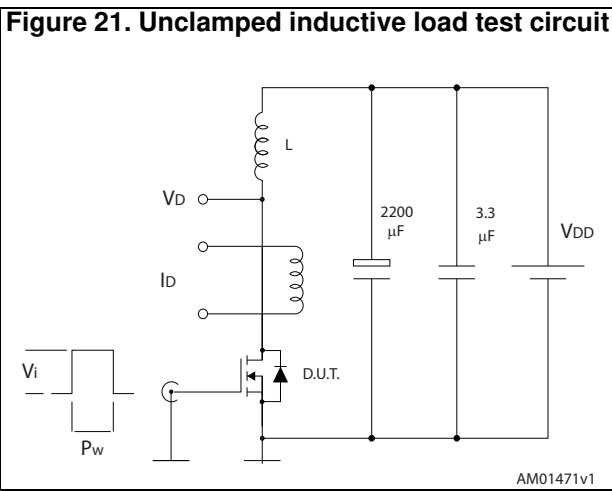 Figure 21. Unclamped inductive load test circuit
L
VD
2200
μF
3.3
μF
VDD
ID
Vi
D.U.T.
Pw
AM01471v1